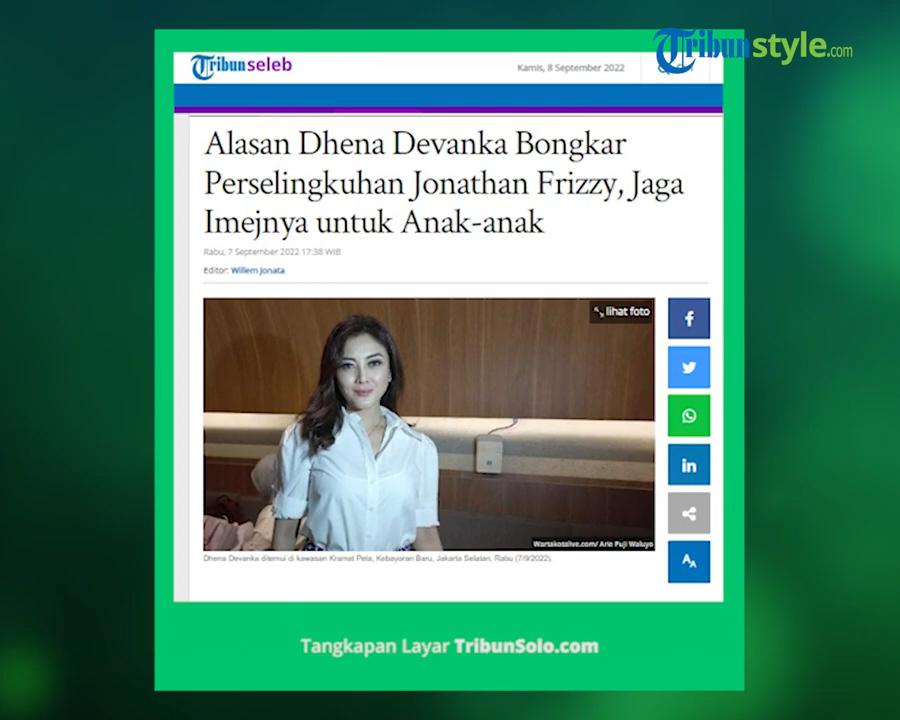 Tribunstyle.com
Tribunseleb
Kamis, 8 September 2022
Alasan Dhena Devanka Bongkar
Perselingkuhan Jonathan Frizzy, Jaga
Imejnya untuk Anak-anak
Rabu, 7 September 2022 17:38 WIB
Editor: Willem Jonata
lihat foto
Wartakotalive.com/ Arie Puji Waluyo
Dhena Devanka ditemui di kawasan Kramat Pela, Kebayoran Baru, Jakarta Selatan, Rabu (7/9/2022).
AA
Tangkapan Layar TribunSolo.com